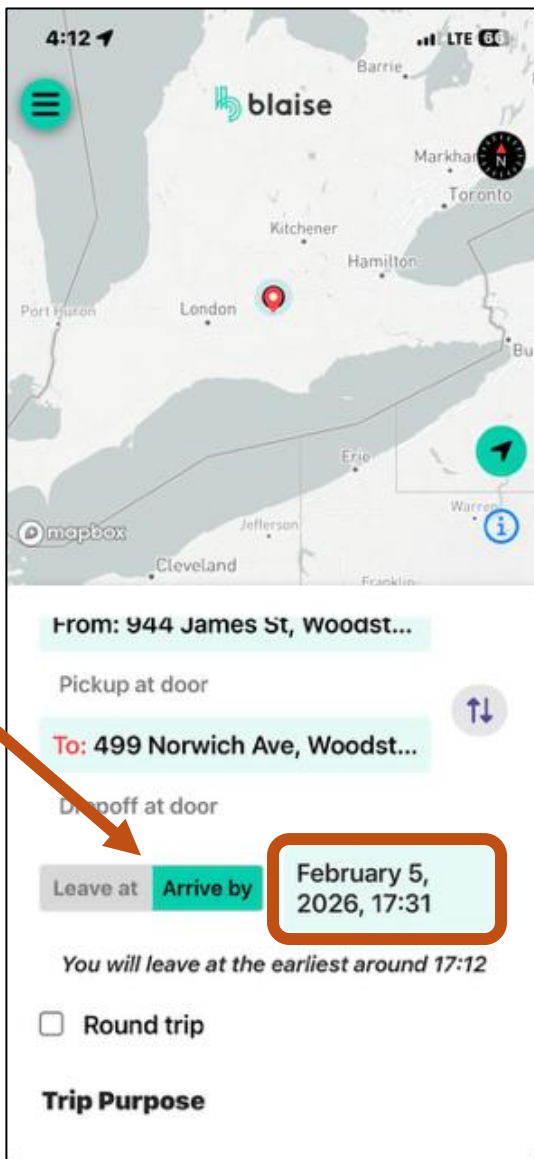 4:12
LTE 66
Barrie
blaise
Markha
N
Toronto
Kitchener
Hamilton
Port Huron
London
Bu
Erie
Warren
mapbox
Jefferson
i
Cleveland
Franklin
From: 944 James St, Woodst...
Pickup at door
To: 499 Norwich Ave, Woodst...
Dropoff at door
Leave at
Arrive by
February 5,
2026, 17:31
You will leave at the earliest around 17:12
Round trip
Trip Purpose